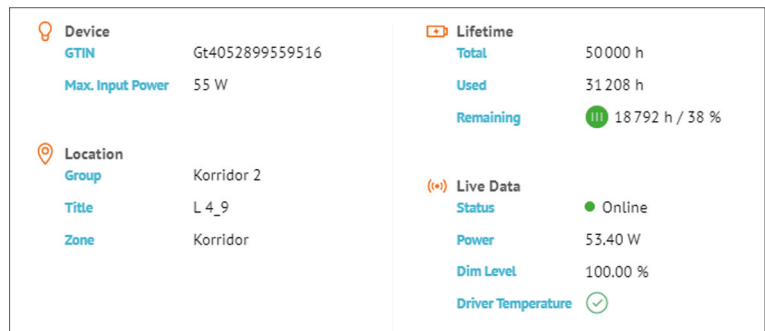 Device
GTIN Gt4052899559516
Max. Input Power 55 W
Location
Group Korridor 2
Title L 4_9
Zone Korridor
Lifetime
Total 50000 h
Used 31208 h
Remaining 18792 h / 38 %
Live Data
Status Online
Power 53.40 W
Dim Level 100.00 %
Driver Temperature